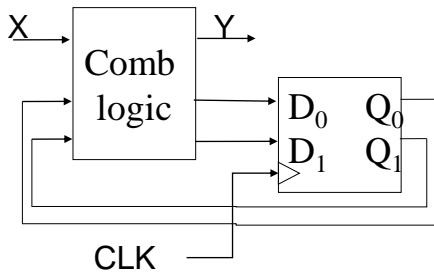 X
Y
Comb
logic
D₀ Q₀
D₁ Q₁
CLK